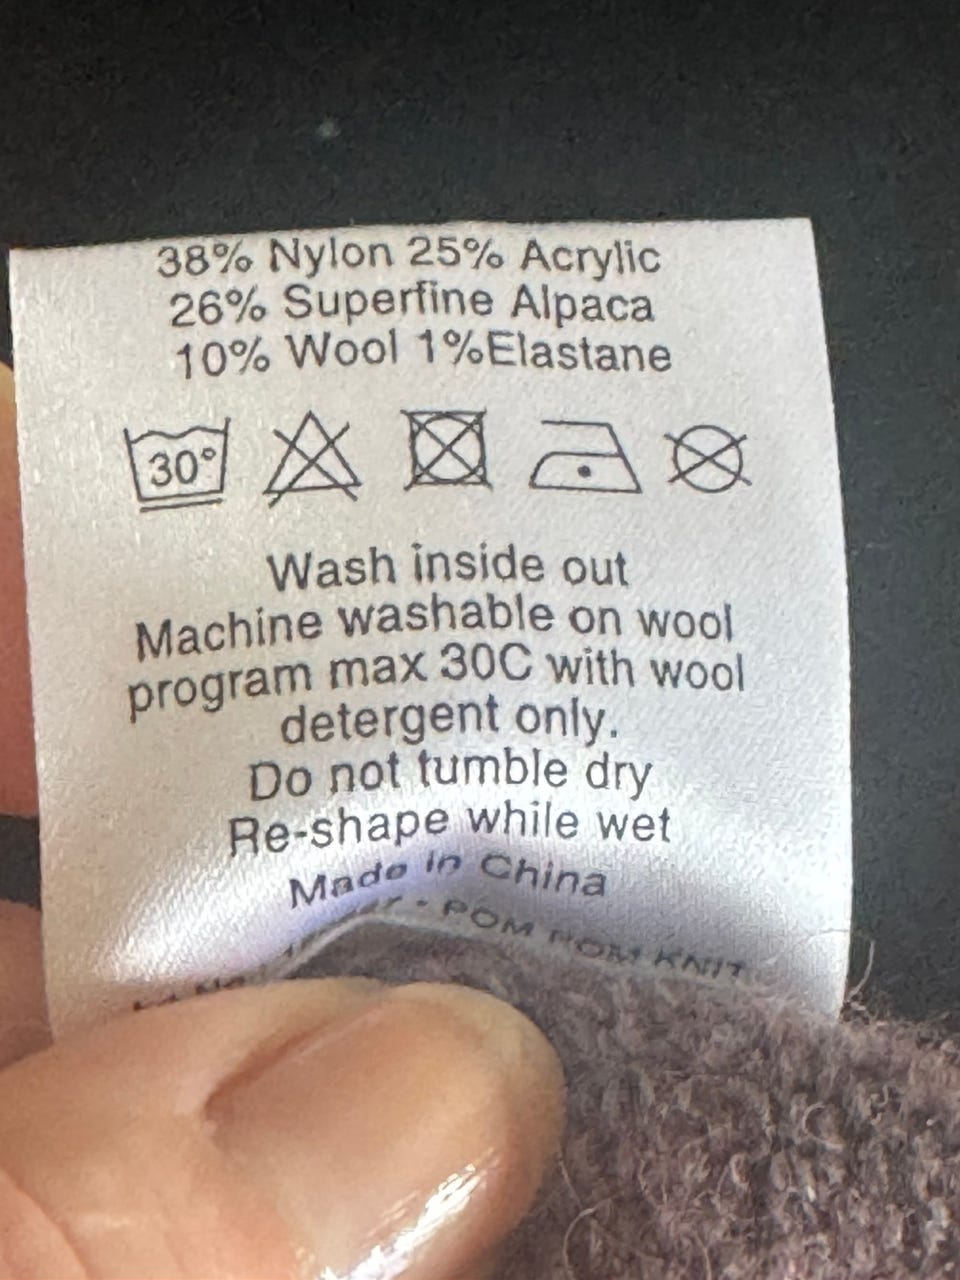 38% Nylon 25% Acrylic
26% Superfine Alpaca
10% Wool 1%Elastane
30°
Wash inside out
Machine washable on wool
program max 30C with wool
detergent only.
Do not tumble dry
Re-shape while wet
Made in China
POM POM KNIT